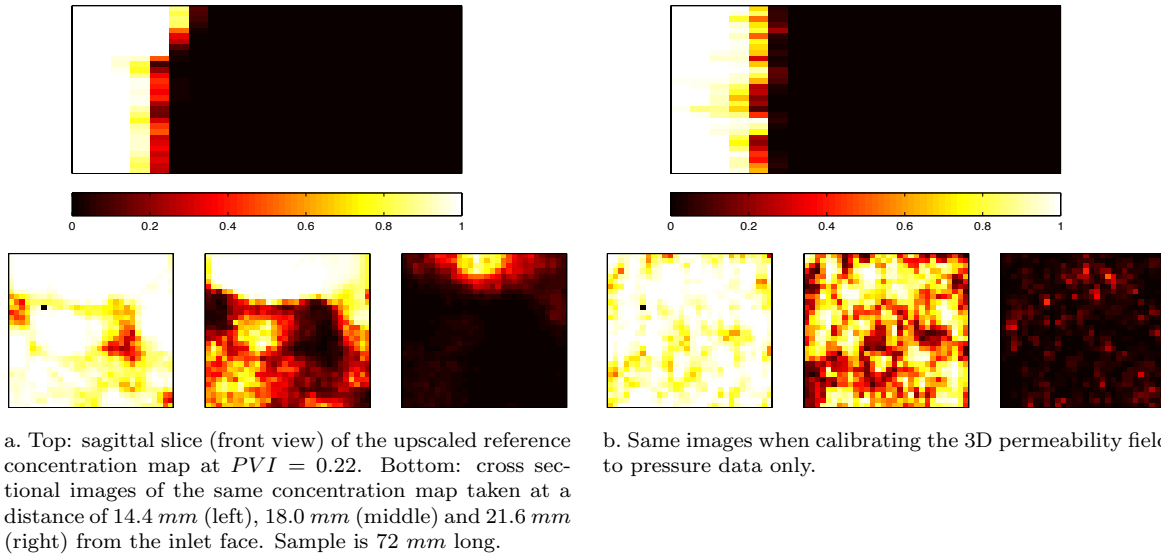 0 0.2 0.4 0.6 0.8 1
0 0.2 0.4 0.6 0.8 1
a. Top: sagittal slice (front view) of the upscaled reference
concentration map at PVI = 0.22. Bottom: cross sec-
tional images of the same concentration map taken at a
distance of 14.4 mm (left), 18.0 mm (middle) and 21.6 mm
(right) from the inlet face. Sample is 72 mm long.
b. Same images when calibrating the 3D permeability field
to pressure data only.